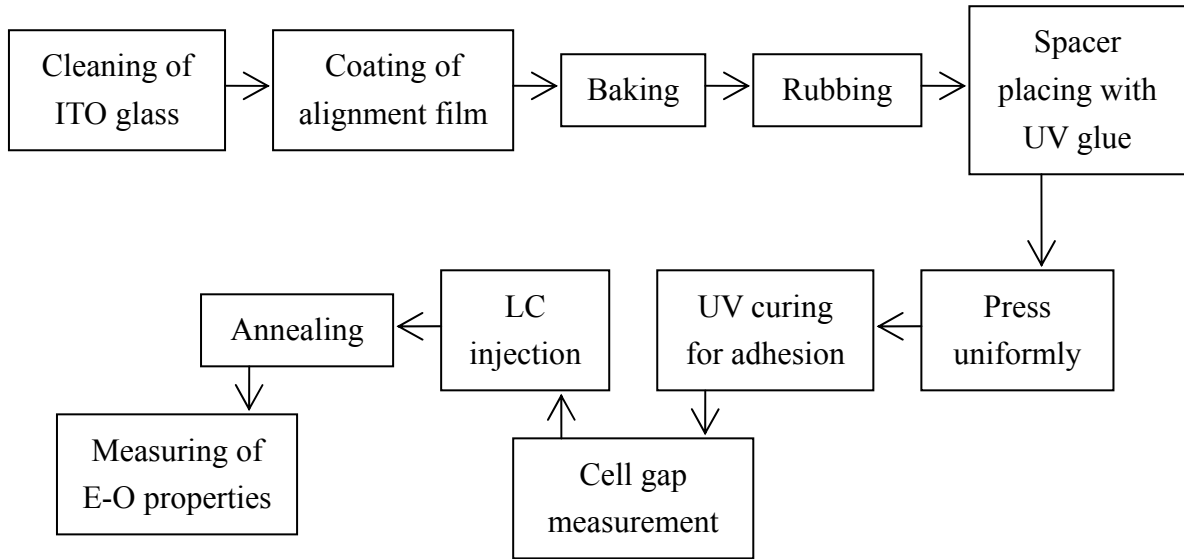 Cleaning of
ITO glass
Coating of
alignment film
Baking
Rubbing
Spacer
placing with
UV glue
Press
uniformly
UV curing
for adhesion
Cell gap
measurement
LC
injection
Annealing
Measuring of
E-O properties